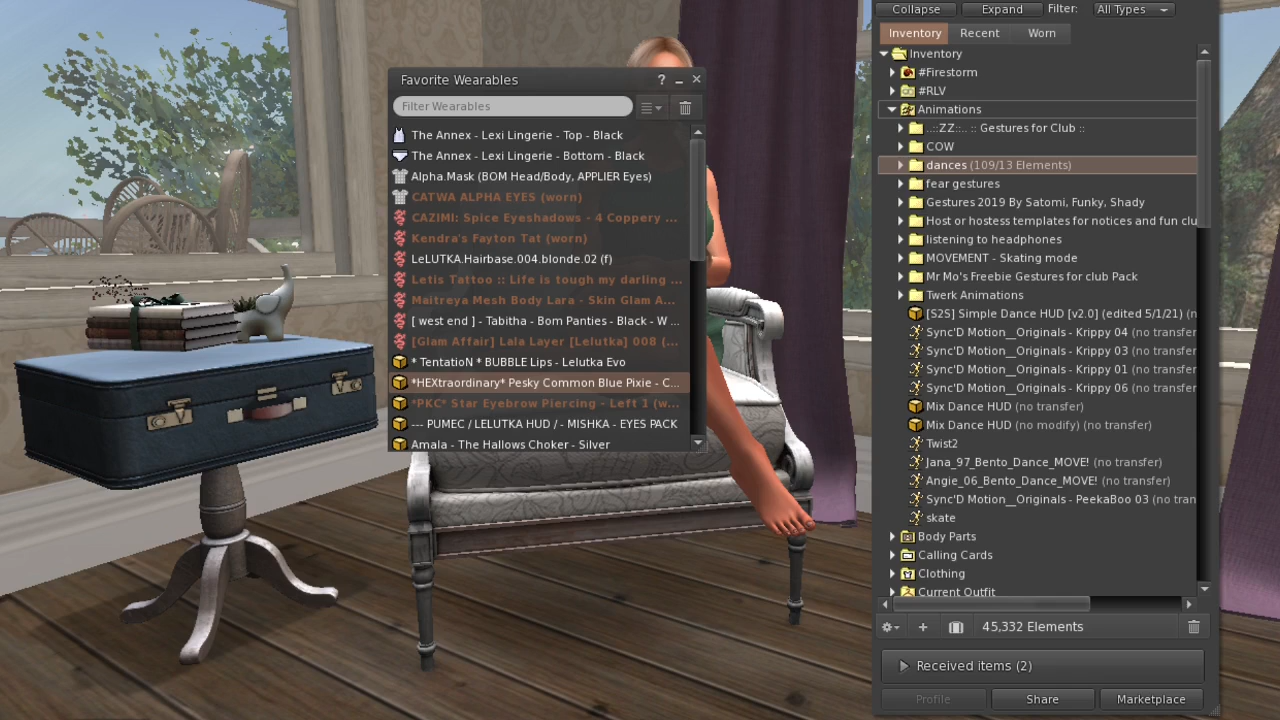 Collapse
Expand
Filter:
All Types
Inventory
Recent
Worn
Inventory
#Firestorm
#RLV
Animations
..::ZZ::.. :: Gestures for Club ::
COW
dances (109/13 Elements)
fear gestures
Gestures 2019 By Satomi, Funky, Shady
Host or hostess templates for notices and fun clu
listening to headphones
MOVEMENT - Skating mode
Mr Mo's Freebie Gestures for club Pack
Twerk Animations
[S2S] Simple Dance HUD [v2.0] (edited 5/1/21) (n
Sync'D Motion__Originals - Krippy 04 (no transfer
Sync'D Motion__Originals - Krippy 03 (no transfer
Sync'D Motion__Originals - Krippy 01 (no transfer
Sync'D Motion__Originals - Krippy 06 (no transfer
Mix Dance HUD (no transfer)
Mix Dance HUD (no modify) (no transfer)
Twist2
Jana_97_Bento_Dance_MOVE! (no transfer)
Angie_06_Bento_Dance_MOVE! (no transfer)
Sync'D Motion__Originals - PeekaBoo 03 (no tran
skate
Body Parts
Calling Cards
Clothing
Current Outfit
45,332 Elements
Received items (2)
Profile
Share
Marketplace
Favorite Wearables
Filter Wearables
The Annex - Lexi Lingerie - Top - Black
The Annex - Lexi Lingerie - Bottom - Black
Alpha.Mask (BOM Head/Body, APPLIER Eyes)
CATWA ALPHA EYES (worn)
CAZIMI: Spice Eyeshadows - 4 Coppery ...
Kendra's Fayton Tat (worn)
LeLUTKA.Hairbase.004.blonde.02 (f)
Letis Tattoo :: Life is tough my darling ...
Maitreya Mesh Body Lara - Skin Glam A...
[ west end ] - Tabitha - Bom Panties - Black - W ...
[Glam Affair] Lala Layer [Lelutka] 008 (...
* TentatioN * BUBBLE Lips - Lelutka Evo
*HEXtraordinary* Pesky Common Blue Pixie - C...
*PKC* Star Eyebrow Piercing - Left 1 (w...
--- PUMEC / LELUTKA HUD / - MISHKA - EYES PACK
Amala - The Hallows Choker - Silver